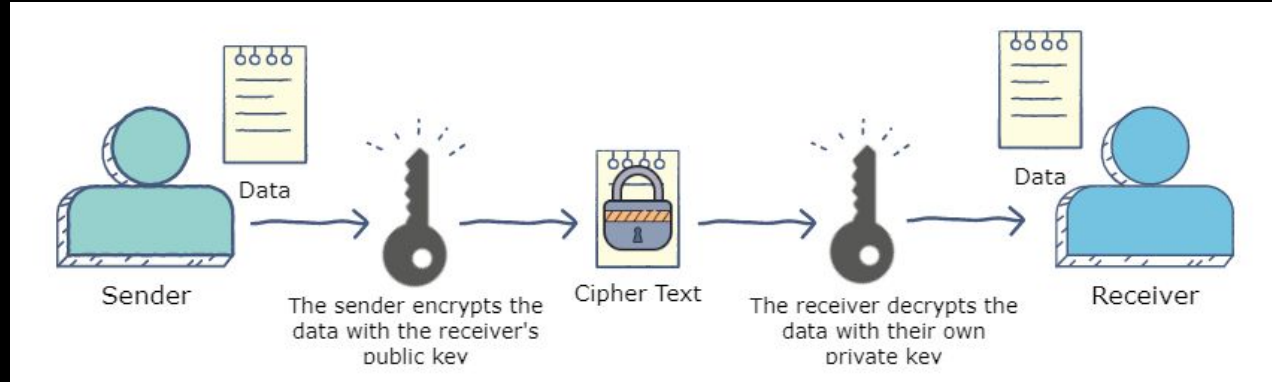 Data
Sender
The sender encrypts the
data with the receiver's
public key
Cipher Text
The receiver decrypts the
data with their own
private key
Data
Receiver